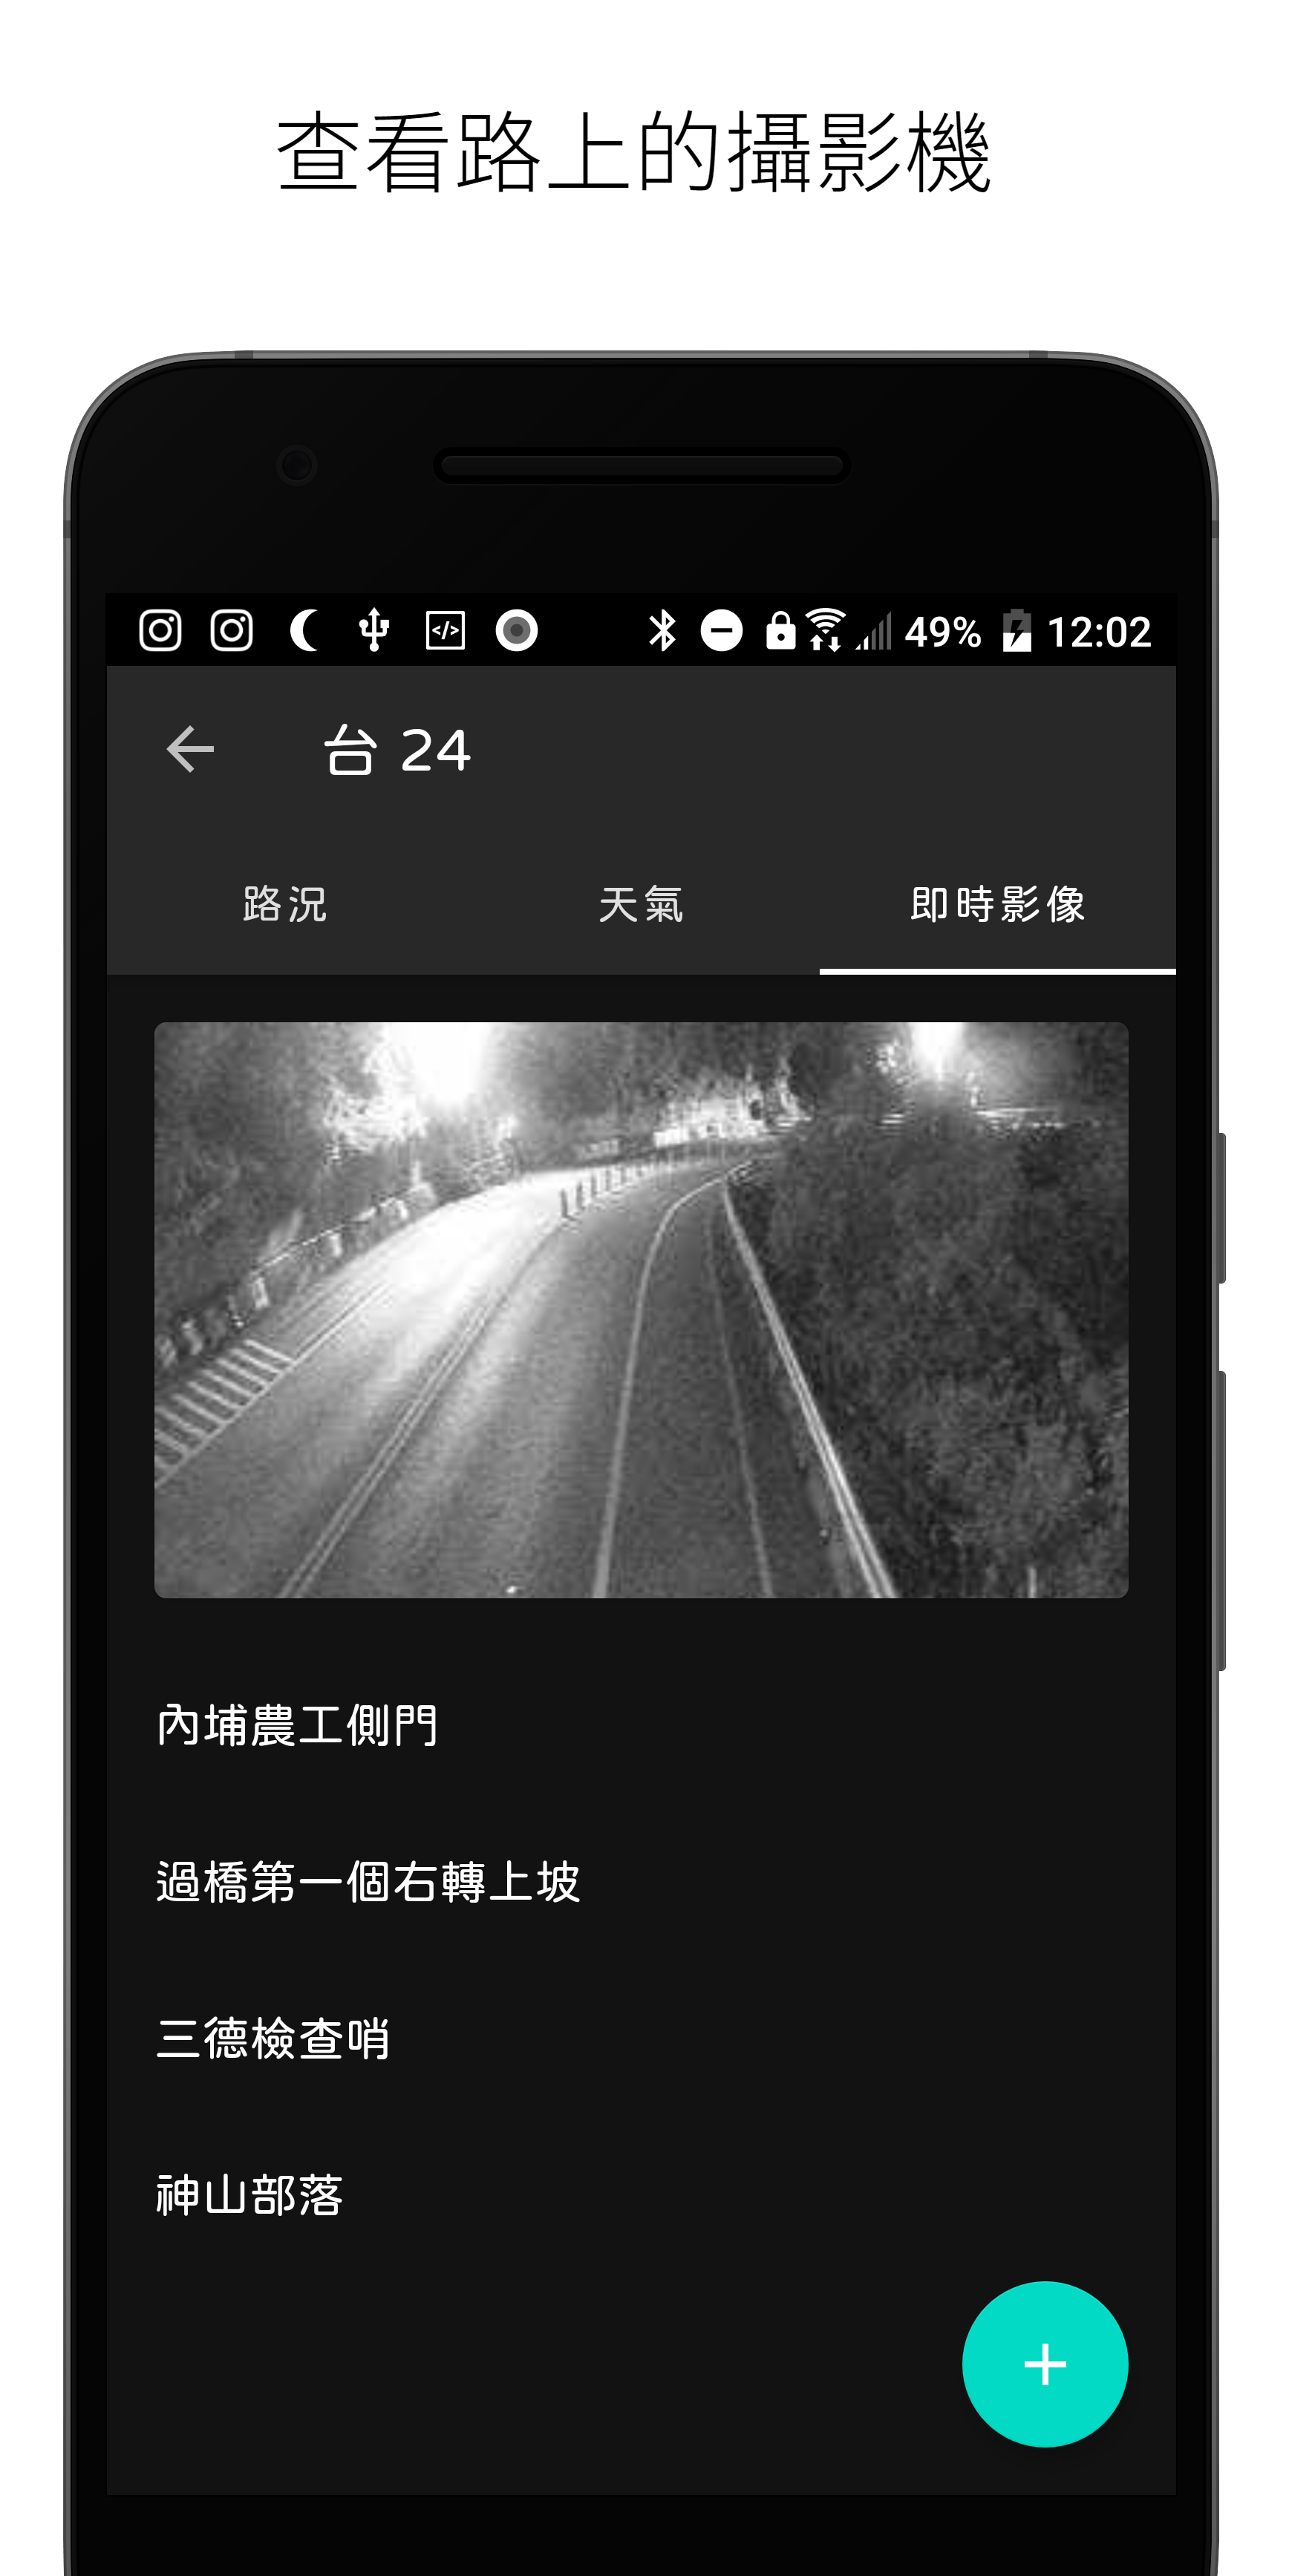 查看路上的攝影機
49% 12:02
台 24
路況 天氣 即時影像
內埔農工側門
過橋第一個右轉上坡
三德檢查哨
神山部落